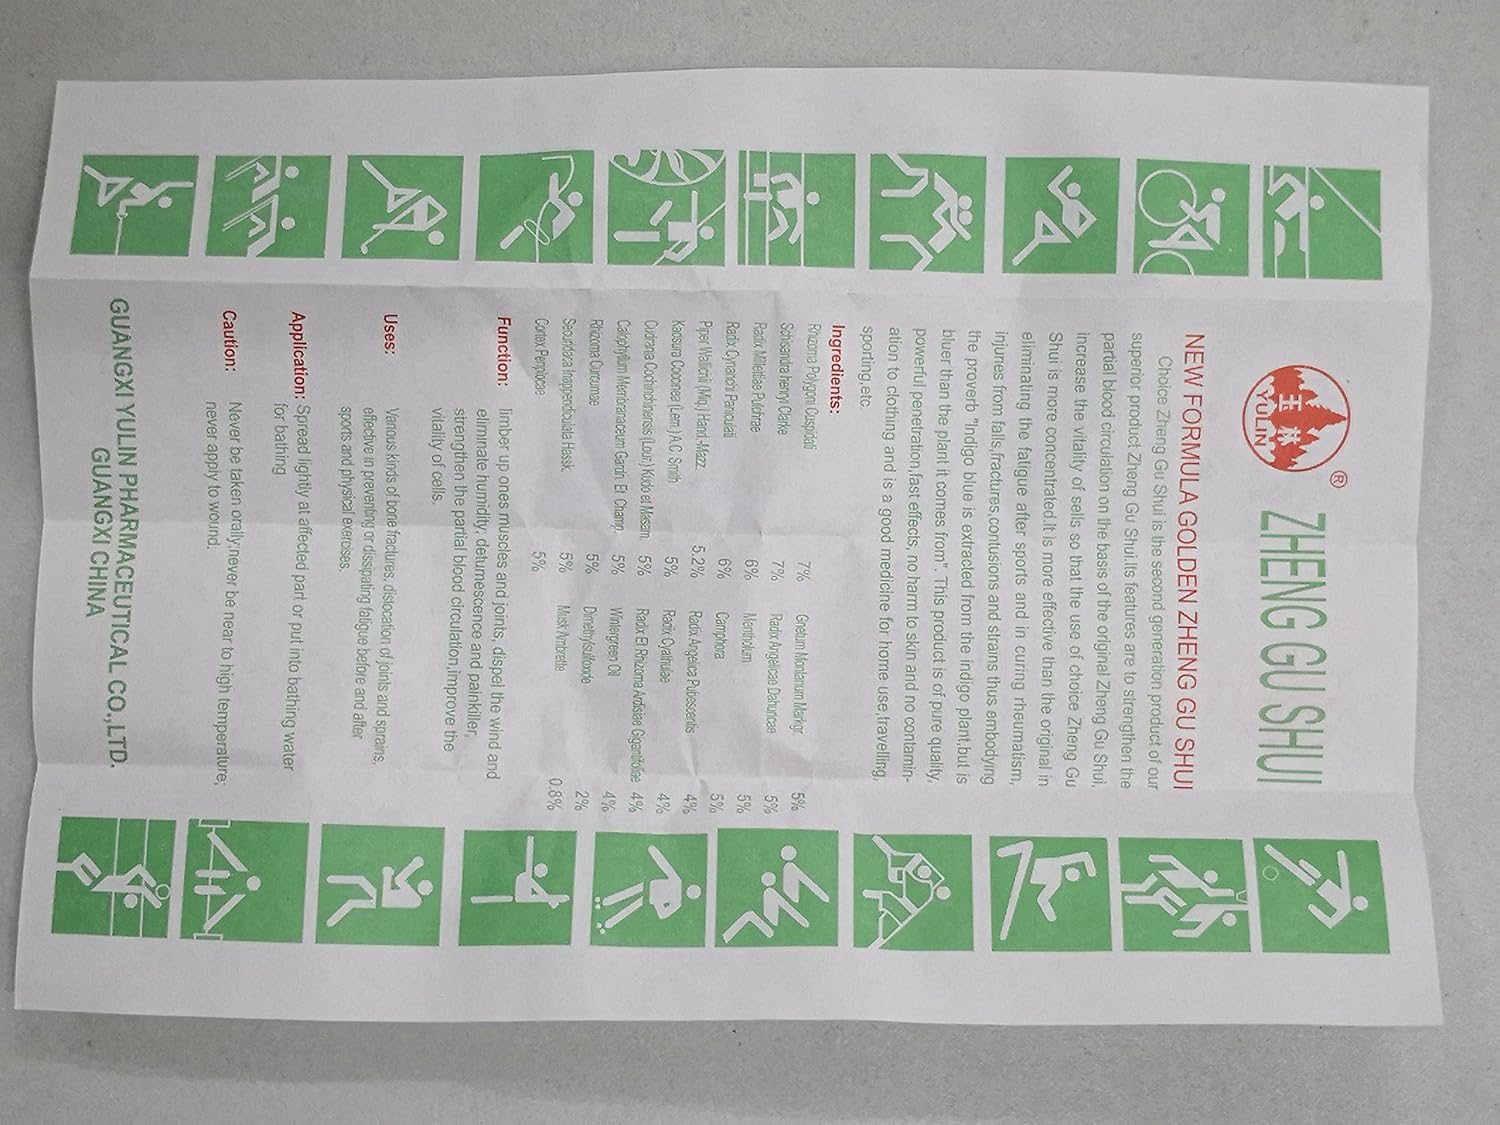 玉林
YULIN
®
ZHENG GU SHUI
NEW FORMULA GOLDEN ZHENG GU SHUI
Choice Zheng Gu Shui is the second generation product of our
superior product Zheng Gu Shui.Its features are to strengthen the
partial blood circulation on the basis of the original Zheng Gu Shui,
increase the vitality of sells so that the use of choice Zheng Gu
Shui is more concentrated.It is more effective than the original in
eliminating the fatigue after sports and in curing rheumatism,
injures from falls,fractures,contusions and strains thus embodying
the proverb "Indigo blue is extracted from the indigo plant,but is
bluer than the plant it comes from". This product is of pure quality,
powerful penetration,fast effects, no harm to skin and no contamin-
ation to clothing and is a good medicine for home use,travelling,
sporting,etc
Ingredients:
Rhizoma Polygoni Cuspidati 7% Gnetum Montanum Markgr 5%
Schisandra henryi Clarke 7% Radix Angelicae Dahuricae 5%
Radix Millettiae Pulchrae 6% Mentholum 5%
Radix Cynanchi Paniculati 6% Camphora 5%
Piper Wallichii (Miq.) Hand.-Mazz. 5.2% Radix Angelica Pubescentis 4%
Kadsura Coccinea (Lem.) A.C. Smith 5% Radix Cyathulae 4%
Cudrania Cochinchinensis (Lour.) Kudo et Masam. 5% Radix Et Rhizoma Ardisiae Gigantifoliae 4%
Calophyllum Membranaceum Gardn. Et Champ. 5% Wintergreen Oil 4%
Rhizoma Curcumae 5% Dimethylsulfoxide 2%
Securidaca Inappendiculata Hassk. 5% Musk Ambrette 0.8%
Cortex Periplocae 5%
Function: limber up ones muscles and joints, dispel the wind and
eliminate humidity, detumescence and painkiller,
strengthen the partial blood circulation,improve the
vitality of cells.
Uses: Various kinds of bone fractures, dislocation of joints and sprains,
effective in preventing or dissipating fatigue before and after
sports and physical exercises.
Application: Spread lightly at affected part or put into bathing water
for bathing
Caution: Never be taken orally;never be near to high temperature;
never apply to wound.
GUANGXI YULIN PHARMACEUTICAL CO.,LTD.
GUANGXI CHINA